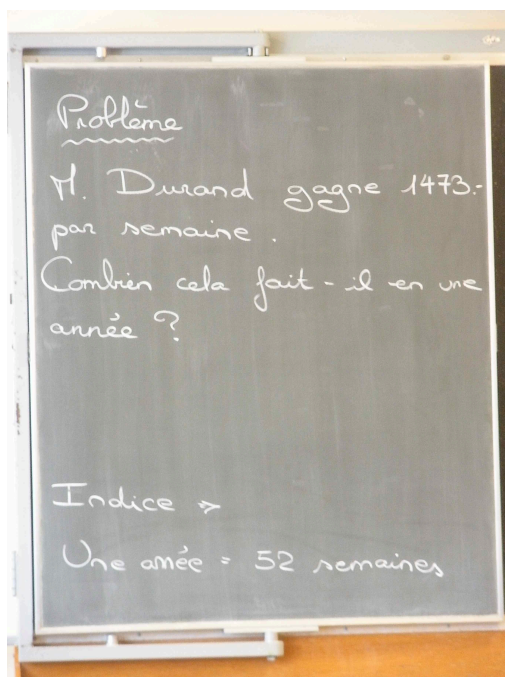 Problème
M. Durand gagne 1473.-
par semaine.
Combien cela fait-il en une
année ?
Indice →
Une année = 52 semaines